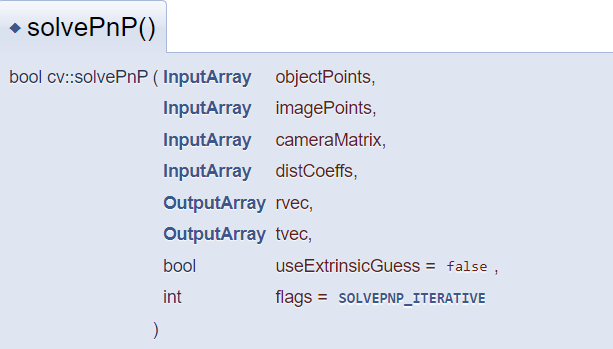 ◆ solvePnP()
bool cv::solvePnP ( InputArray objectPoints,
InputArray imagePoints,
InputArray cameraMatrix,
InputArray distCoeffs,
OutputArray rvec,
OutputArray tvec,
bool useExtrinsicGuess = false ,
int flags = SOLVEPNP_ITERATIVE
)